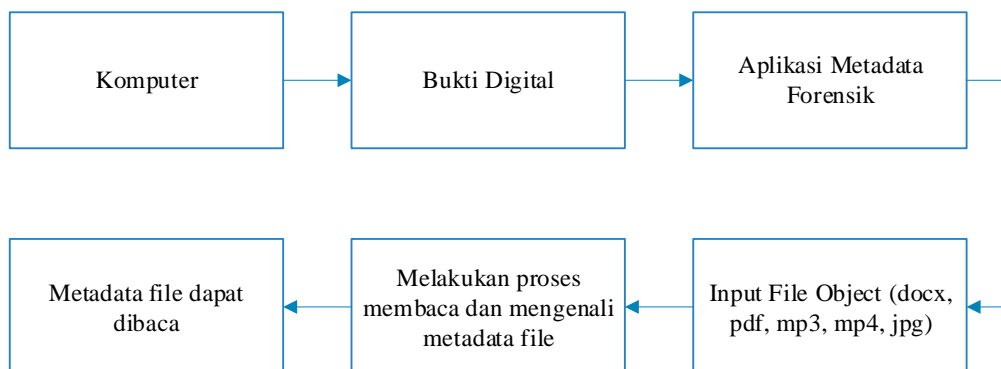 Komputer
Bukti Digital
Aplikasi Metadata
Forensik
Input File Object (docx,
pdf, mp3, mp4, jpg)
Melakukan proses
membaca dan mengenali
metadata file
Metadata file dapat
dibaca